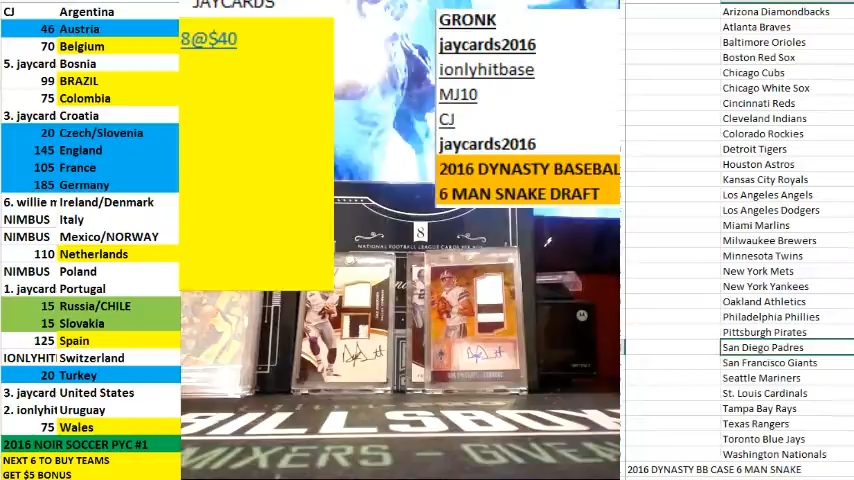 CJ Argentina
46 Austria
70 Belgium
5. jaycard Bosnia
99 BRAZIL
75 Colombia
3. jaycard Croatia
20 Czech/Slovenia
145 England
105 France
185 Germany
6. willie n Ireland/Denmark
NIMBUS Italy
NIMBUS Mexico/NORWAY
110 Netherlands
NIMBUS Poland
1. jaycard Portugal
15 Russia/CHILE
15 Slovakia
125 Spain
IONLYHIT Switzerland
20 Turkey
3. jaycard United States
2. ionlyhit Uruguay
75 Wales
2016 NOIR SOCCER PYC #1
NEXT 6 TO BUY TEAMS
GET $5 BONUS
JAYCARDS
8@$40
GRONK
jaycards2016
ionlyhitbase
MJ10
CJ
jaycards2016
2016 DYNASTY BASEBAL
6 MAN SNAKE DRAFT
8
BILLSBO
MIXERS - GIVEA
Arizona Diamondbacks
Atlanta Braves
Baltimore Orioles
Boston Red Sox
Chicago Cubs
Chicago White Sox
Cincinnati Reds
Cleveland Indians
Colorado Rockies
Detroit Tigers
Houston Astros
Kansas City Royals
Los Angeles Angels
Los Angeles Dodgers
Miami Marlins
Milwaukee Brewers
Minnesota Twins
New York Mets
New York Yankees
Oakland Athletics
Philadelphia Phillies
Pittsburgh Pirates
San Diego Padres
San Francisco Giants
Seattle Mariners
St. Louis Cardinals
Tampa Bay Rays
Texas Rangers
Toronto Blue Jays
Washington Nationals
2016 DYNASTY BB CASE 6 MAN SNAKE